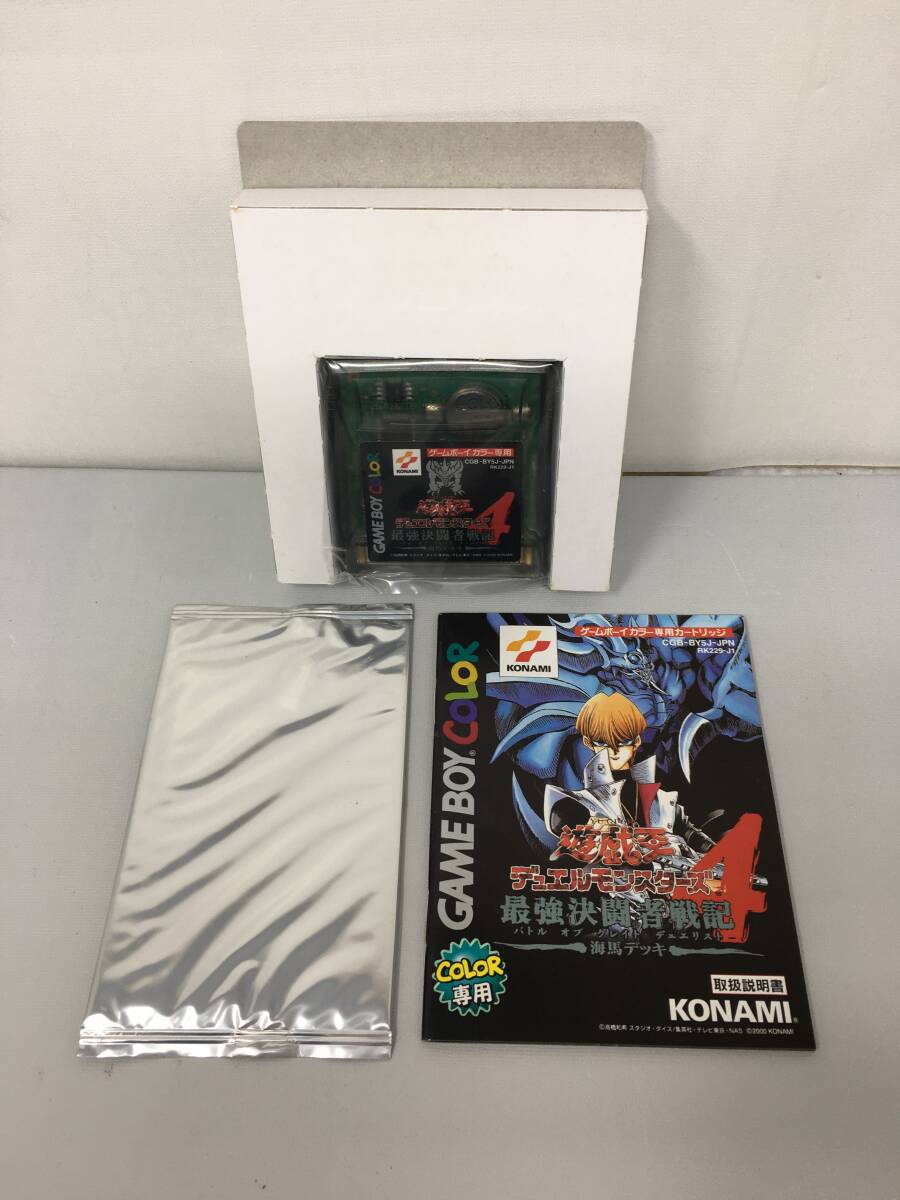 ゲームボーイカラー専用
CGB-BY5J-JPN
RK229-J1
KONAMI
GAME BOY COLOR
遊戯王
デュエルモンスターズ4
最強決闘者戦記
海馬デッキ
ゲームボーイカラー専用カートリッジ
CGB-BY5J-JPN
RK229-J1
KONAMI
GAME BOY COLOR
遊戯王
デュエルモンスターズ4
最強決闘者戦記
バトル オブ グレイト デュエリスト
海馬デッキ
COLOR
専用
取扱説明書
KONAMI
©高橋和希 スタジオ・ダイス/集英社・テレビ東京・NAS ©2000 KONAMI